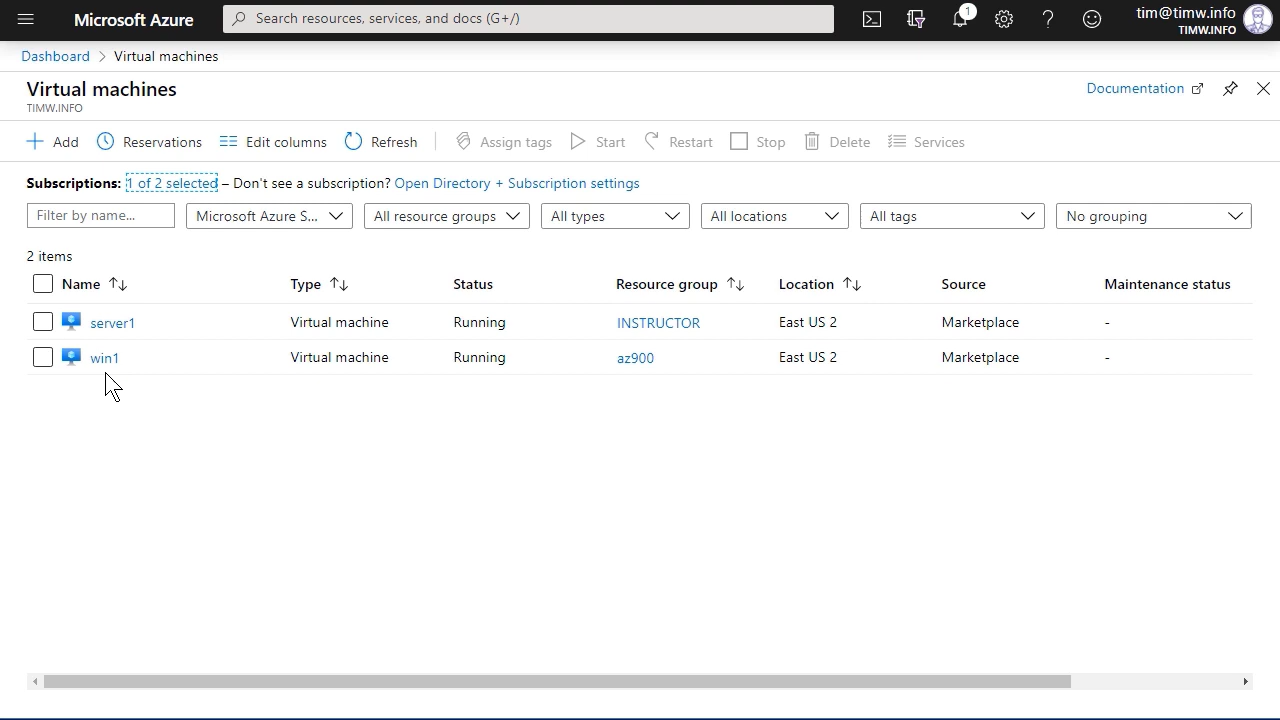 Microsoft Azure
Search resources, services, and docs (G+/)
1
tim@timw.info
TIMW.INFO
Dashboard > Virtual machines
Virtual machines
TIMW.INFO
Documentation
Add Reservations Edit columns Refresh Assign tags Start Restart Stop Delete Services
Subscriptions: 1 of 2 selected – Don't see a subscription? Open Directory + Subscription settings
Filter by name... Microsoft Azure S... All resource groups All types All locations All tags No grouping
2 items
Name Type Status Resource group Location Source Maintenance status
server1 Virtual machine Running INSTRUCTOR East US 2 Marketplace -
win1 Virtual machine Running az900 East US 2 Marketplace -